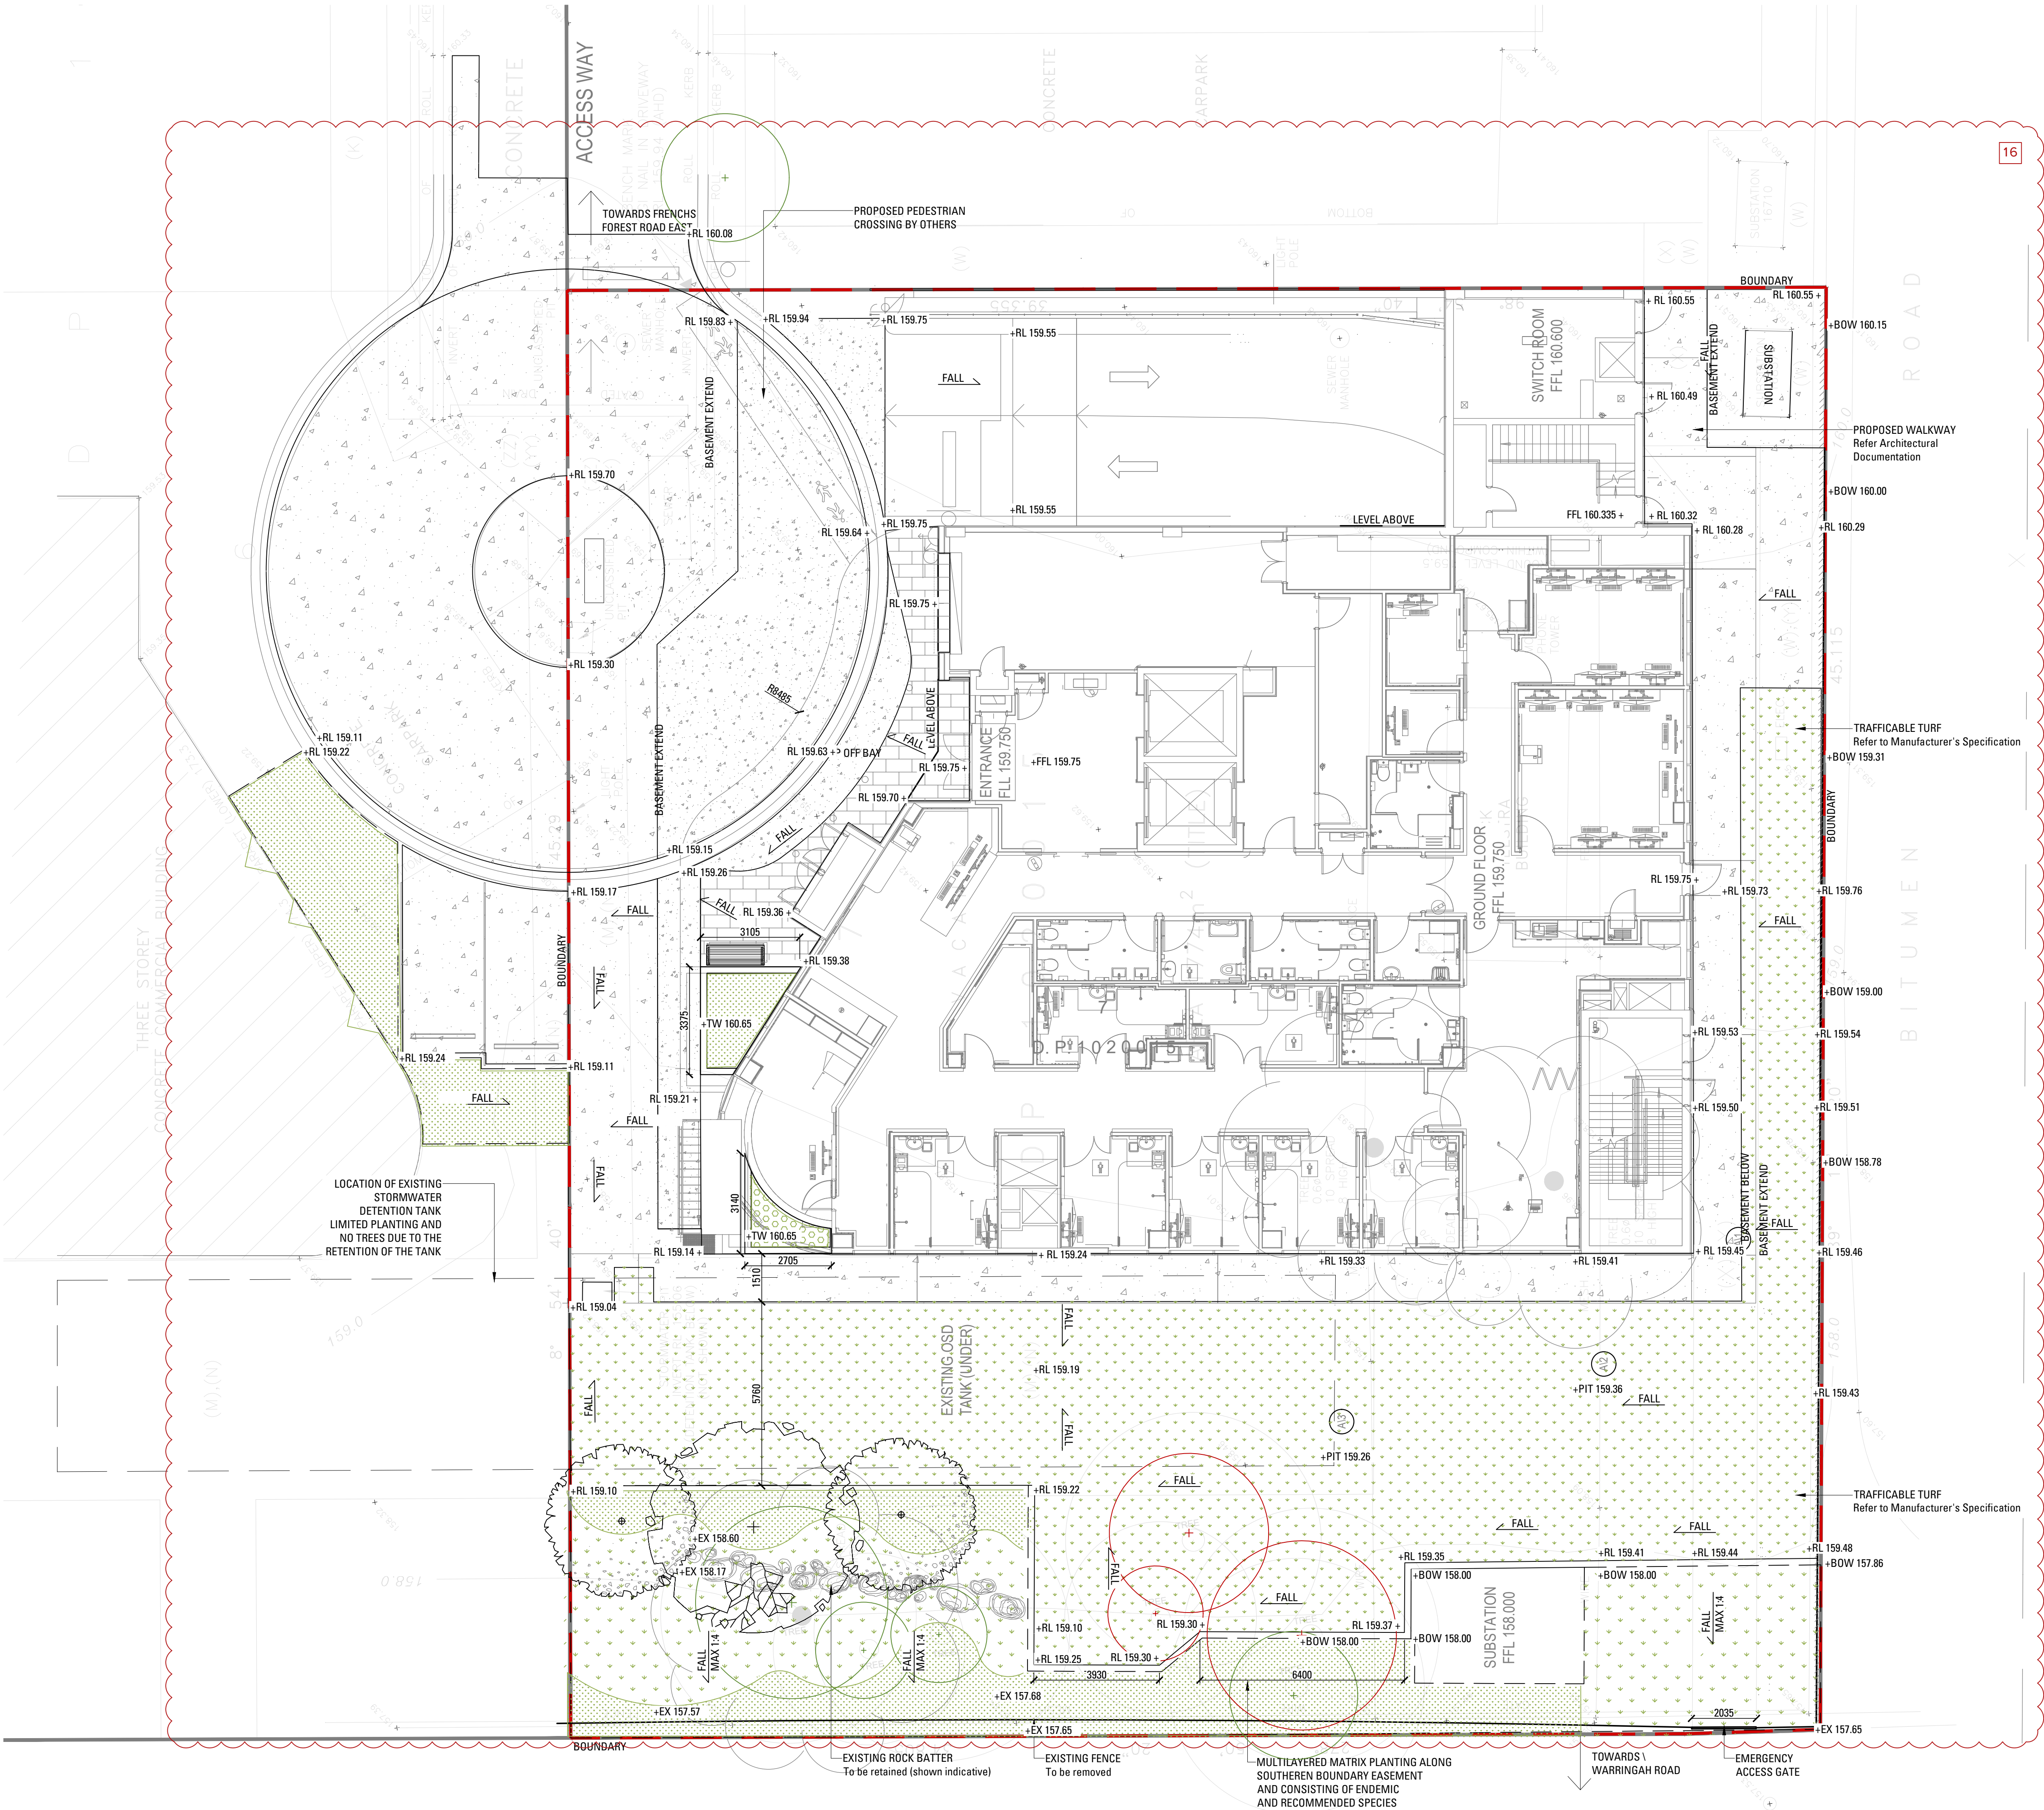 ACCESS WAY
CONCRETE
CONCRETE
16
TOWARDS FRENCHS
FOREST ROAD EAST
+RL 160.08
PROPOSED PEDESTRIAN
CROSSING BY OTHERS
BOUNDARY
RL 159.83 +
+RL 159.94
+RL 159.75
+RL 159.55
+ RL 160.55
RL 160.55 +
+BOW 160.15
SWITCH ROOM
FFL 160.600
FALL
BASEMENT EXTEND
SUBSTATION
ROAD
FALL
+ RL 160.49
PROPOSED WALKWAY
Refer Architectural
Documentation
BASEMENT EXTEND
+RL 159.70
+BOW 160.00
+RL 159.55
LEVEL ABOVE
FFL 160.335 +
+ RL 160.32
+ RL 160.28
+RL 160.29
RL 159.64 +
+RL 159.75
SEWER
MANHOLE
RL 159.75 +
FALL
+RL 159.30
R8485
LEVEL ABOVE
45.115
TRAFFICABLE TURF
Refer to Manufacturer's Specification
+RL 159.11
+RL 159.22
RL 159.63 +
OFF BAY
FALL
RL 159.75 +
ENTRANCE
FLL 159.750
+FFL 159.75
+BOW 159.31
BASEMENT EXTEND
RL 159.70 +
BOUNDARY
FALL
GROUND FLOOR
FFL 159.750
+RL 159.15
+RL 159.26
+RL 159.17
RL 159.75 +
+RL 159.73
+RL 159.76
FALL
FALL
RL 159.36 +
FALL
3105
BOUNDARY
+RL 159.38
FALL
+BOW 159.00
THREE STOREY
CONCRETE COMMERCIAL BUILDING
BITUMEN
3375
+TW 160.65
+RL 159.53
+RL 159.54
D.P.10200
+RL 159.24
+RL 159.11
FALL
RL 159.21 +
+RL 159.50
+RL 159.51
FALL
FALL
+BOW 158.78
LOCATION OF EXISTING
STORMWATER
DETENTION TANK
LIMITED PLANTING AND
NO TREES DUE TO THE
RETENTION OF THE TANK
3140
+TW 160.65
BASEMENT BELOW
BASEMENT EXTEND
FALL
RL 159.14 +
2705
+ RL 159.24
+RL 159.33
+RL 159.41
+ RL 159.45
+RL 159.46
1510
+RL 159.04
159.0
FALL
EXISTING OSD
TANK (UNDER)
+RL 159.19
A2
+PIT 159.36
FALL
+RL 159.43
FALL
5760
FALL
A3
+PIT 159.26
(M),(N)
FALL
+RL 159.10
+RL 159.22
TRAFFICABLE TURF
Refer to Manufacturer's Specification
FALL
FALL
+EX 158.60
+EX 158.17
158.0
FALL
+RL 159.35
+RL 159.41
+RL 159.44
+RL 159.48
+BOW 157.86
+BOW 158.00
+BOW 158.00
FALL
SUBSTATION
FFL 158.000
FALL
MAX 1:4
+RL 159.10
RL 159.30 +
RL 159.37 +
+BOW 158.00
+BOW 158.00
FALL
MAX 1:4
FALL
MAX 1:4
+RL 159.25
RL 159.30 +
3930
6400
+EX 157.68
+EX 157.57
2035
+EX 157.65
+EX 157.65
BOUNDARY
EXISTING ROCK BATTER
To be retained (shown indicative)
EXISTING FENCE
To be removed
MULTILAYERED MATRIX PLANTING ALONG
SOUTHEREN BOUNDARY EASEMENT
AND CONSISTING OF ENDEMIC
AND RECOMMENDED SPECIES
TOWARDS \
WARRINGAH ROAD
EMERGENCY
ACCESS GATE